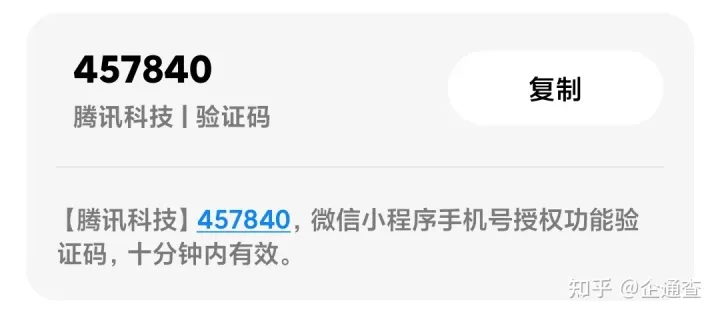 457840
腾讯科技 | 验证码
复制
【腾讯科技】457840，微信小程序手机号授权功能验
证码，十分钟内有效。
知乎 @企通查